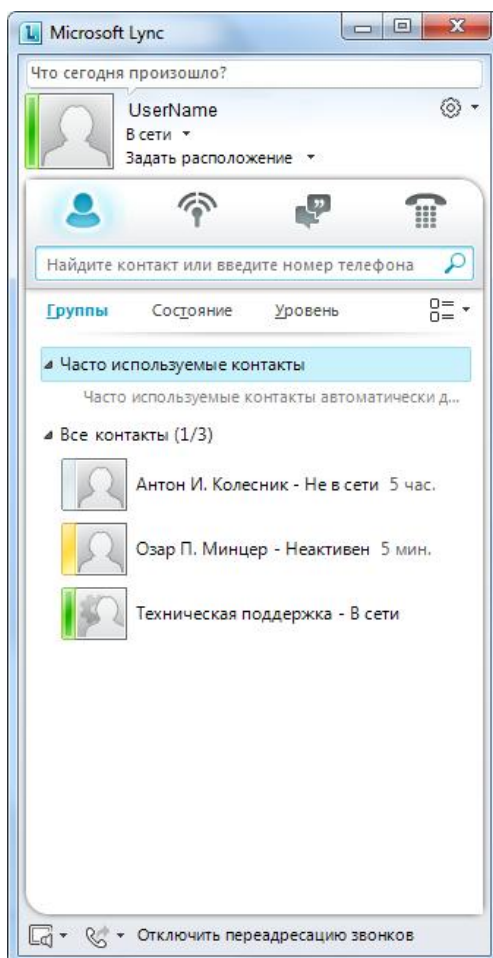 Microsoft Lync
Что сегодня произошло?
UserName
В сети
Задать расположение
Найдите контакт или введите номер телефона
Группы Состояние Уровень
Часто используемые контакты
Часто используемые контакты автоматически д...
Все контакты (1/3)
Антон И. Колесник - Не в сети 5 час.
Озар П. Минцер - Неактивен 5 мин.
Техническая поддержка - В сети
Отключить переадресацию звонков